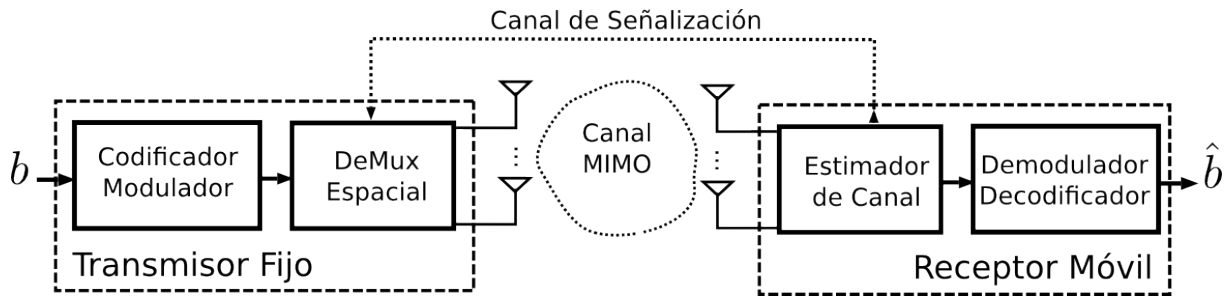 Canal de Señalización
b
Codificador
Modulador
DeMux
Espacial
Canal
MIMO
Estimador
de Canal
Demodulador
Decodificador
b̂
Transmisor Fijo
Receptor Móvil